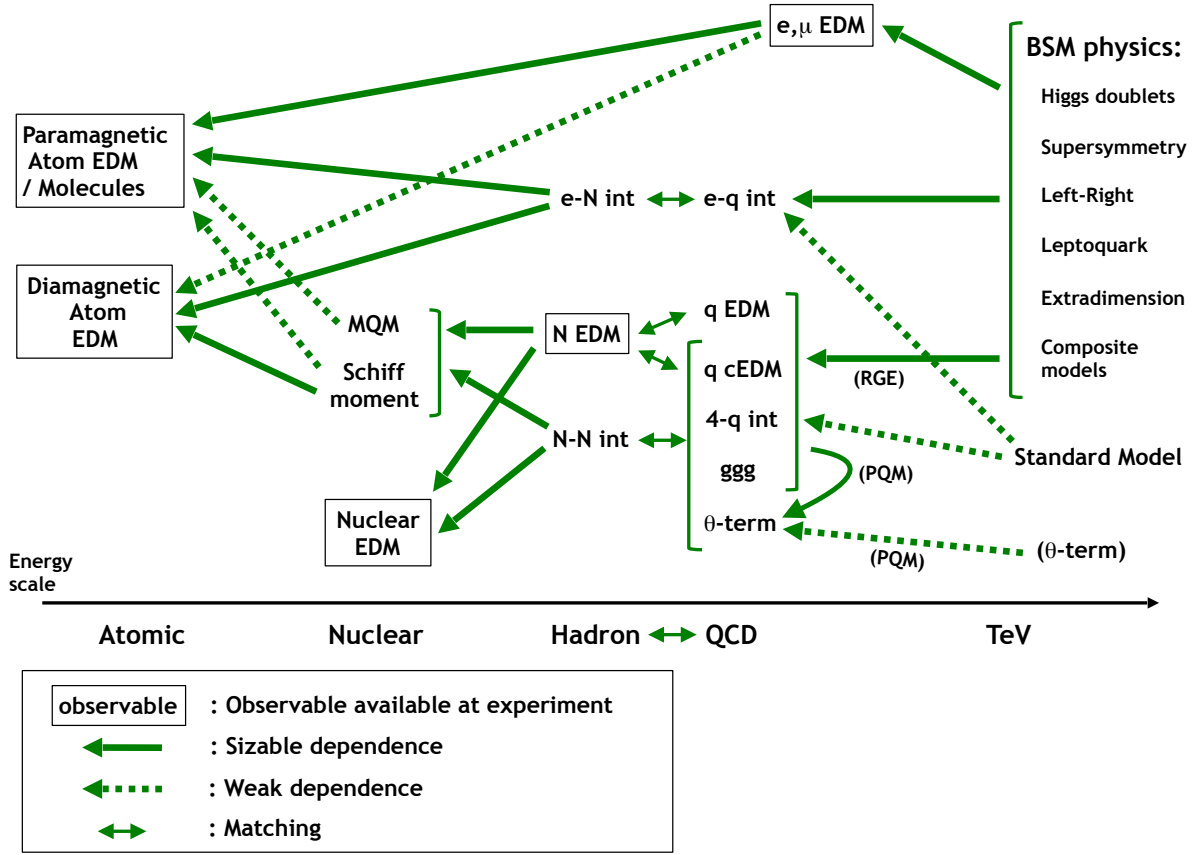 e,μ EDM
BSM physics:
Higgs doublets
Supersymmetry
Left-Right
Leptoquark
Extradimension
Composite
models
Paramagnetic
Atom EDM
/ Molecules
e-N int
e-q int
Diamagnetic
Atom
EDM
MQM
Schiff
moment
N EDM
q EDM
q cEDM
(RGE)
4-q int
N-N int
ggg
(PQM)
Standard Model
θ-term
Nuclear
EDM
(PQM)
(θ-term)
Energy
scale
Atomic
Nuclear
Hadron
QCD
TeV
observable
: Observable available at experiment
: Sizable dependence
: Weak dependence
: Matching